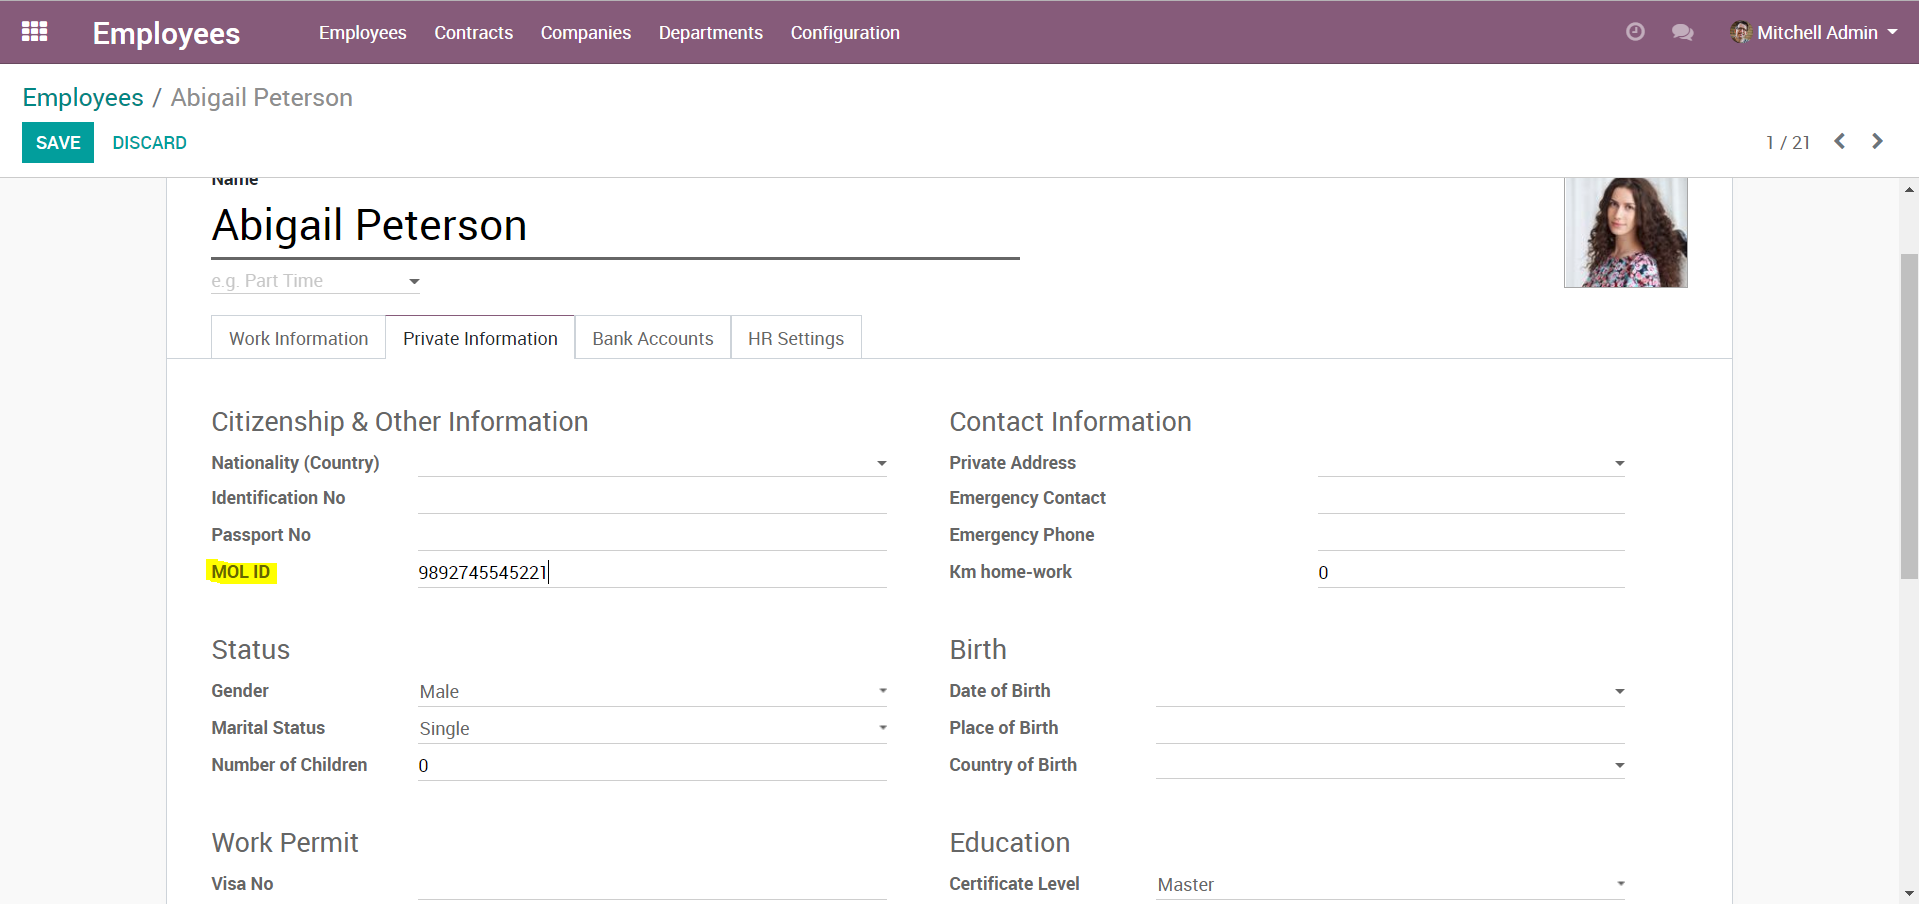 Employees Employees Contracts Companies Departments Configuration Mitchell Admin
Employees / Abigail Peterson
SAVE DISCARD 1 / 21
Name
Abigail Peterson
e.g. Part Time
Work Information Private Information Bank Accounts HR Settings
Citizenship & Other Information Contact Information
Nationality (Country) Private Address
Identification No Emergency Contact
Passport No Emergency Phone
MOL ID 9892745545221 Km home-work 0
Status Birth
Gender Male Date of Birth
Marital Status Single Place of Birth
Number of Children 0 Country of Birth
Work Permit Education
Visa No Certificate Level Master